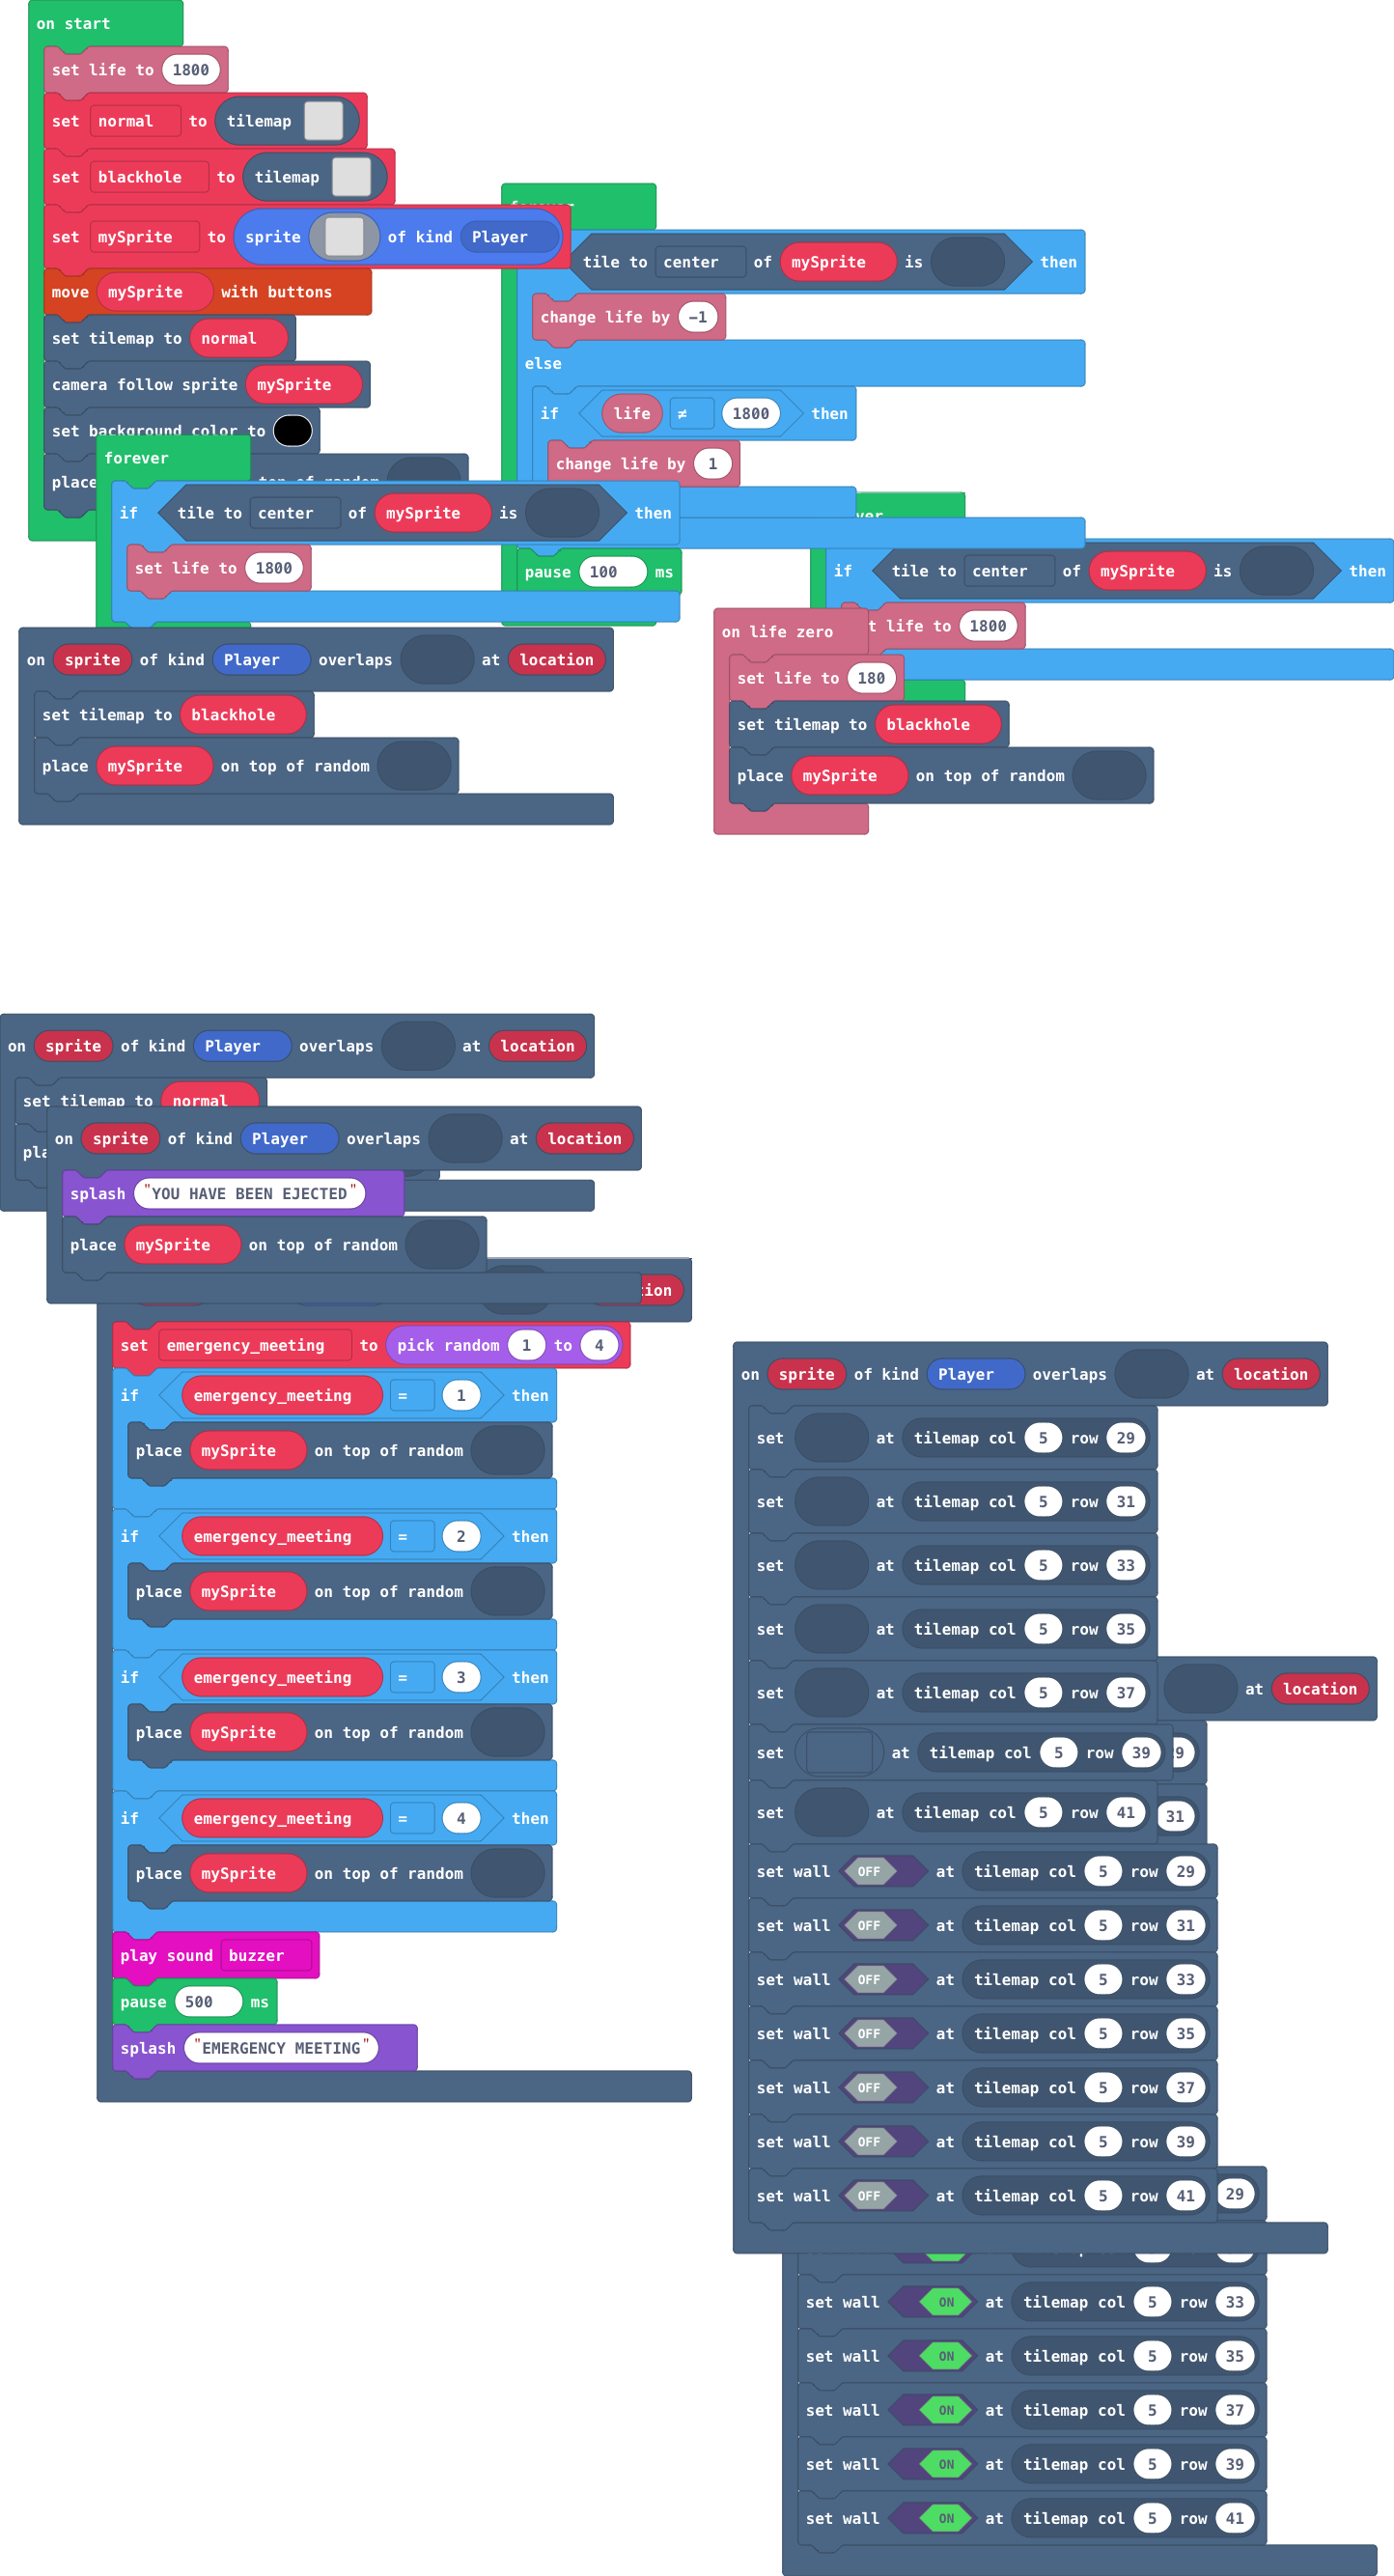 on start
set life to 1800
set normal to tilemap
set blackhole to tilemap
set mySprite to sprite of kind Player
move mySprite with buttons
set tilemap to normal
camera follow sprite mySprite
set background color to
place
tile to center of mySprite is then
change life by -1
else
if life ≠ 1800 then
change life by 1
pause 100 ms
forever
if tile to center of mySprite is then
set life to 1800
if tile to center of mySprite is then
life to 1800
on life zero
set life to 180
set tilemap to blackhole
place mySprite on top of random
on sprite of kind Player overlaps at location
set tilemap to blackhole
place mySprite on top of random
on sprite of kind Player overlaps at location
set tilemap to normal
on sprite of kind Player overlaps at location
splash "YOU HAVE BEEN EJECTED"
place mySprite on top of random
set emergency_meeting to pick random 1 to 4
if emergency_meeting = 1 then
place mySprite on top of random
if emergency_meeting = 2 then
place mySprite on top of random
if emergency_meeting = 3 then
place mySprite on top of random
if emergency_meeting = 4 then
place mySprite on top of random
play sound buzzer
pause 500 ms
splash "EMERGENCY MEETING"
on sprite of kind Player overlaps at location
set at tilemap col 5 row 29
set at tilemap col 5 row 31
set at tilemap col 5 row 33
set at tilemap col 5 row 35
set at tilemap col 5 row 37
set at tilemap col 5 row 39
set at tilemap col 5 row 41
set wall OFF at tilemap col 5 row 29
set wall OFF at tilemap col 5 row 31
set wall OFF at tilemap col 5 row 33
set wall OFF at tilemap col 5 row 35
set wall OFF at tilemap col 5 row 37
set wall OFF at tilemap col 5 row 39
set wall OFF at tilemap col 5 row 41
at location
31
29
set wall ON at tilemap col 5 row 33
set wall ON at tilemap col 5 row 35
set wall ON at tilemap col 5 row 37
set wall ON at tilemap col 5 row 39
set wall ON at tilemap col 5 row 41